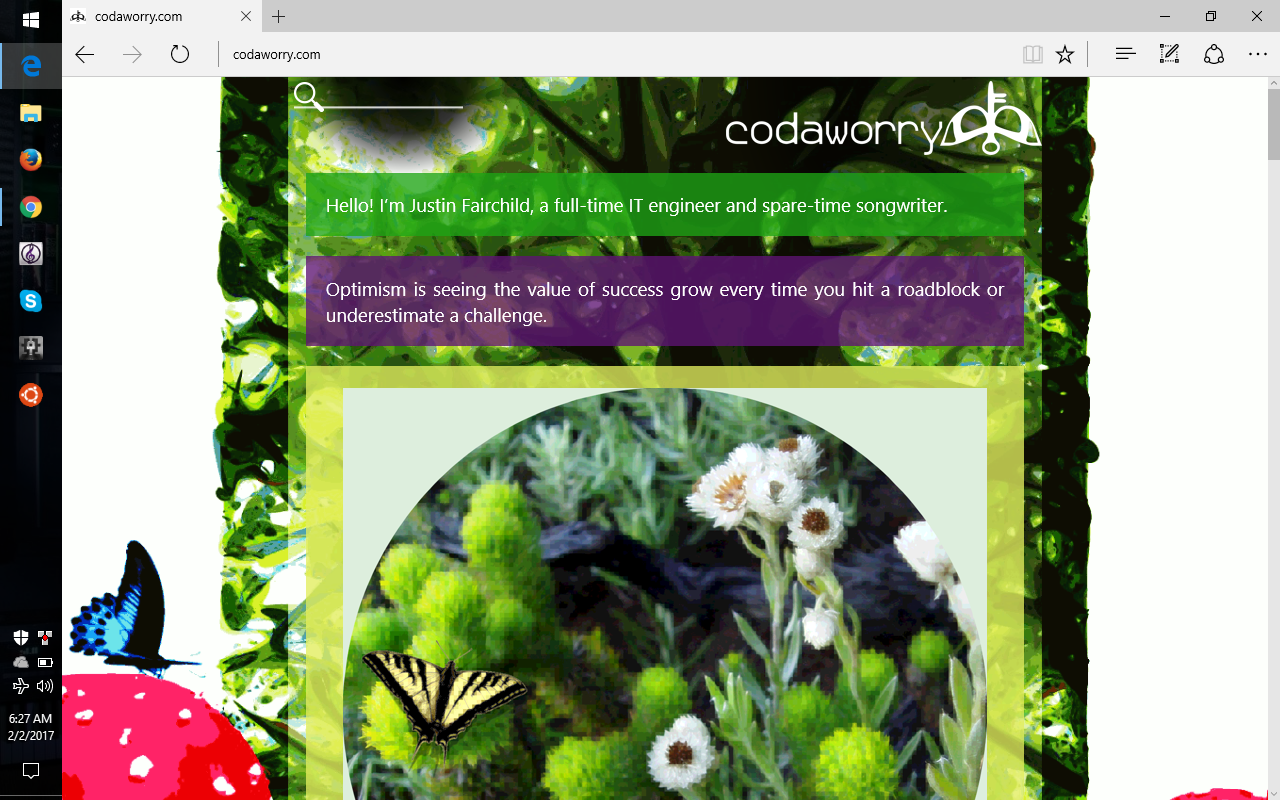 codaworry.com
codaworry.com
codaworry
Hello! I'm Justin Fairchild, a full-time IT engineer and spare-time songwriter.
Optimism is seeing the value of success grow every time you hit a roadblock or
underestimate a challenge.
6:27 AM
2/2/2017